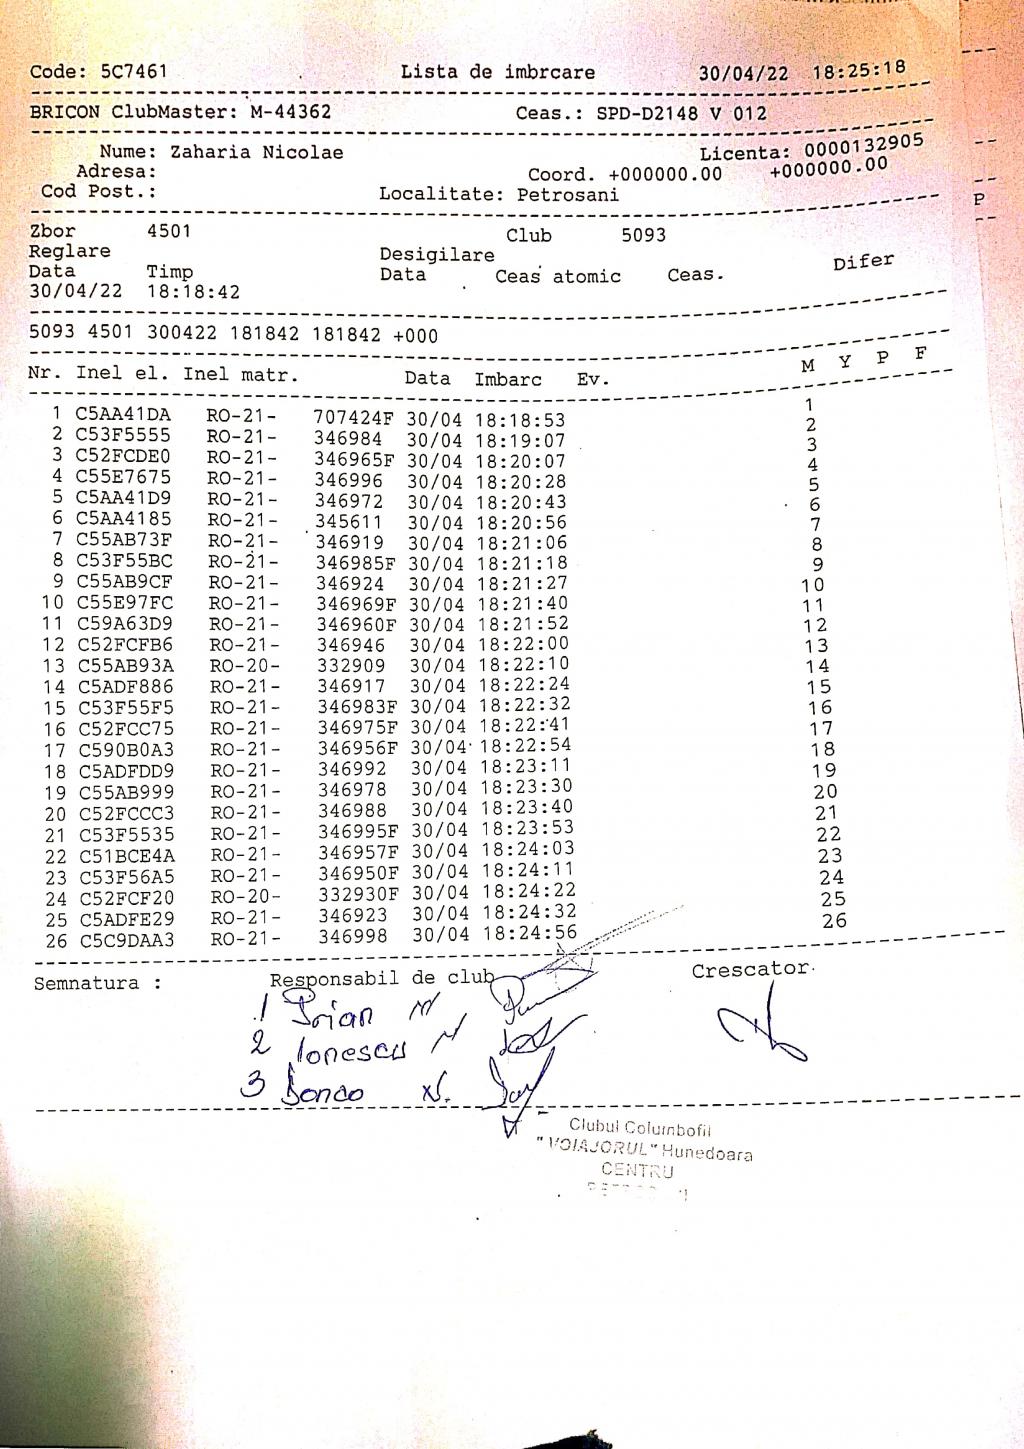 Code: 5C7461 Lista de imbrcare 30/04/22 18:25:18
BRICON ClubMaster: M-44362 Ceas.: SPD-D2148 V 012
Nume: Zaharia Nicolae Licenta: 0000132905
Adresa: Coord. +000000.00 +000000.00
Cod Post.: Localitate: Petrosani
P
Zbor 4501 Club 5093
Reglare Desigilare
Data Timp Data Ceas atomic Ceas. Difer
30/04/22 18:18:42
5093 4501 300422 181842 181842 +000
Nr. Inel el. Inel matr. Data Imbarc Ev. M Y P F
1 C5AA41DA RO-21- 707424F 30/04 18:18:53 1
2 C53F5555 RO-21- 346984 30/04 18:19:07 2
3 C52FCDE0 RO-21- 346965F 30/04 18:20:07 3
4 C55E7675 RO-21- 346996 30/04 18:20:28 4
5 C5AA41D9 RO-21- 346972 30/04 18:20:43 5
6 C5AA4185 RO-21- 345611 30/04 18:20:56 6
7 C55AB73F RO-21- 346919 30/04 18:21:06 7
8 C53F55BC RO-21- 346985F 30/04 18:21:18 8
9 C55AB9CF RO-21- 346924 30/04 18:21:27 9
10 C55E97FC RO-21- 346969F 30/04 18:21:40 10
11 C59A63D9 RO-21- 346960F 30/04 18:21:52 11
12 C52FCFB6 RO-21- 346946 30/04 18:22:00 12
13 C55AB93A RO-20- 332909 30/04 18:22:10 13
14 C5ADF886 RO-21- 346917 30/04 18:22:24 14
15 C53F55F5 RO-21- 346983F 30/04 18:22:32 15
16 C52FCC75 RO-21- 346975F 30/04 18:22:41 16
17 C590B0A3 RO-21- 346956F 30/04 18:22:54 17
18 C5ADFDD9 RO-21- 346992 30/04 18:23:11 18
19 C55AB999 RO-21- 346978 30/04 18:23:30 19
20 C52FCCC3 RO-21- 346988 30/04 18:23:40 20
21 C53F5535 RO-21- 346995F 30/04 18:23:53 21
22 C51BCE4A RO-21- 346957F 30/04 18:24:03 22
23 C53F56A5 RO-21- 346950F 30/04 18:24:11 23
24 C52FCF20 RO-20- 332930F 30/04 18:24:22 24
25 C5ADFE29 RO-21- 346923 30/04 18:24:32 25
26 C5C9DAA3 RO-21- 346998 30/04 18:24:56 26
Semnatura : Responsabil de club Crescator
1
2 Ionescu
3 N.
Clubul Columbofil
"VOIAJORUL" Hunedoara
CENTRU